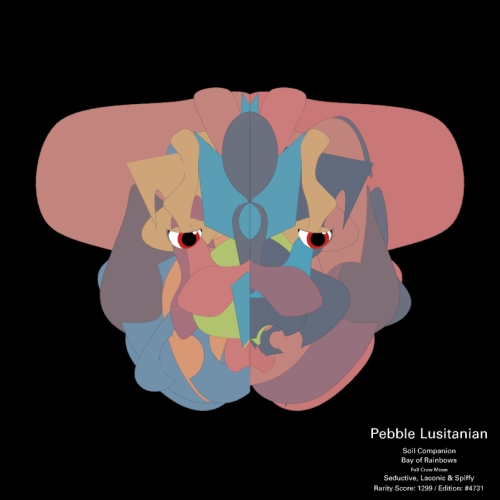 Pebble Lusitanian
Soil Companion
Bay of Rainbows
Full Crow Moon
Seductive, Laconic & Spiffy
Rarity Score: 1299 / Edition: #4731